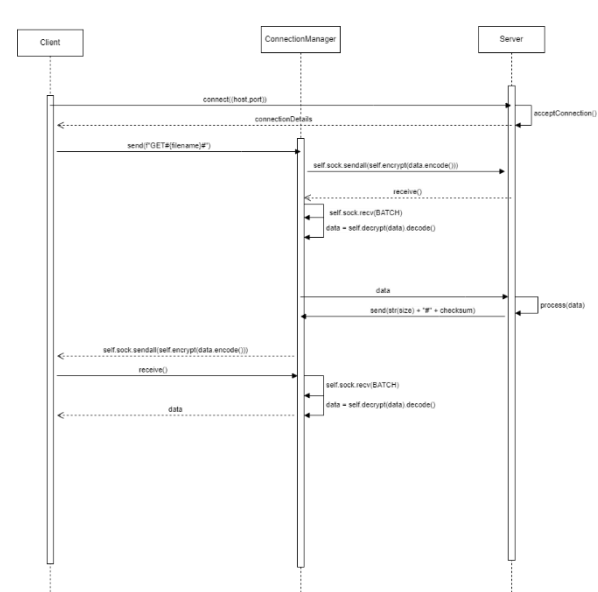 Client
ConnectionManager
Server
connect((host,port))
acceptConnection()
connectionDetails
send(f"GET#{filename}#")
self.sock.sendall(self.encrypt(data.encode()))
receive()
self.sock.recv(BATCH)
data = self.decrypt(data).decode()
data
process(data)
send(str(size) + "#" + checksum)
self.sock.sendall(self.encrypt(data.encode()))
receive()
self.sock.recv(BATCH)
data = self.decrypt(data).decode()
data